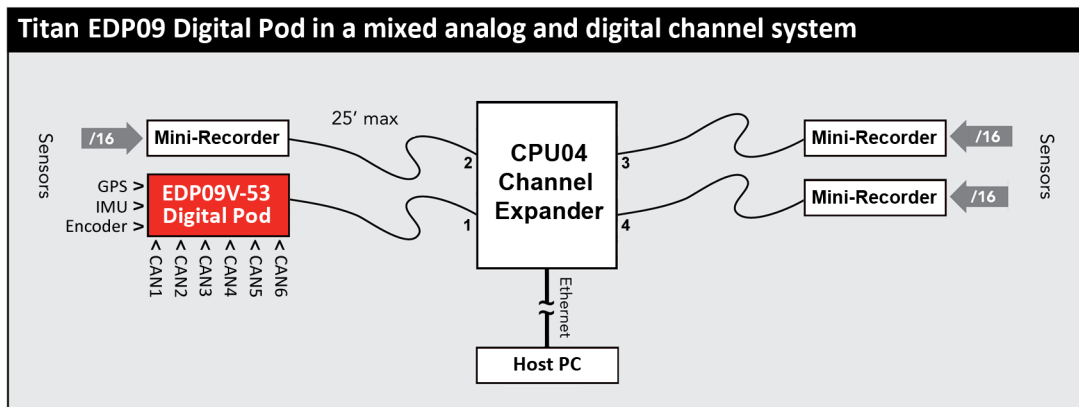 Titan EDP09 Digital Pod in a mixed analog and digital channel system
Sensors
/16
Mini-Recorder
25’ max
GPS >
IMU >
Encoder >
EDP09V-53
Digital Pod
< CAN1
< CAN2
< CAN3
< CAN4
< CAN5
< CAN6
2
1
CPU04
Channel
Expander
3
4
Mini-Recorder
/16
Mini-Recorder
/16
Sensors
Ethernet
Host PC